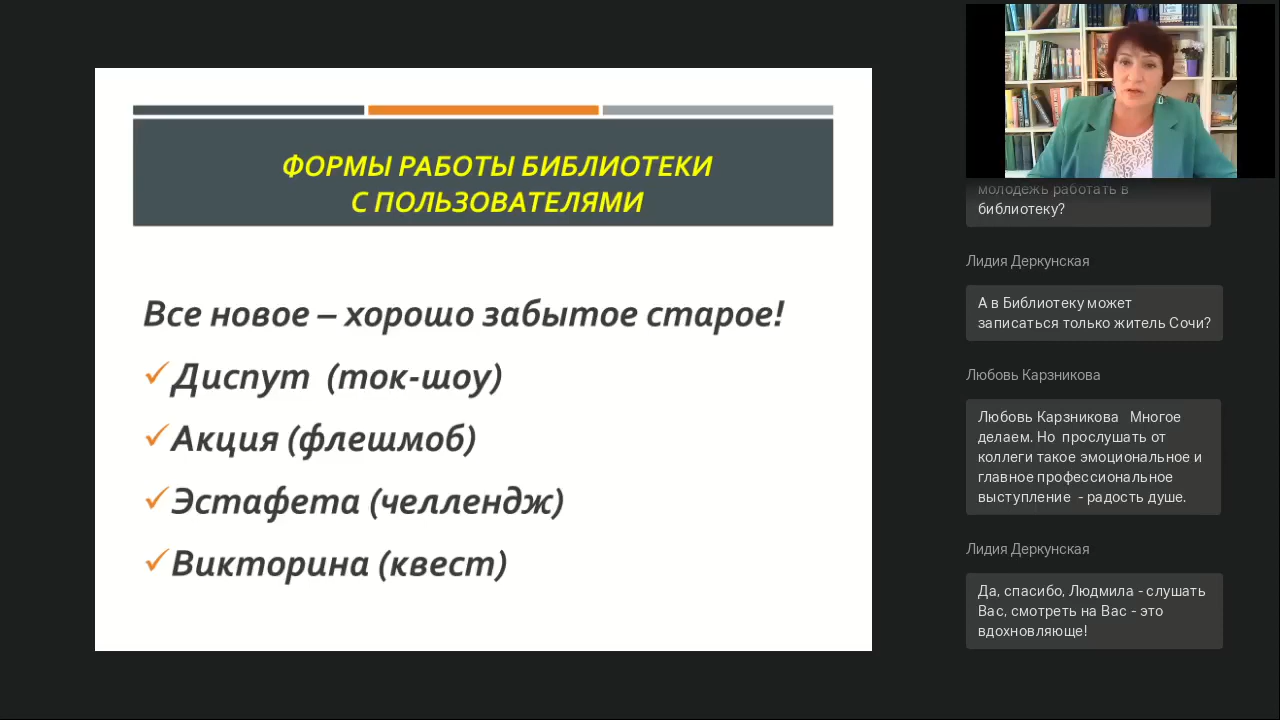 ФОРМЫ РАБОТЫ БИБЛИОТЕКИ
С ПОЛЬЗОВАТЕЛЯМИ
Все новое – хорошо забытое старое!
Диспут (ток-шоу)
Акция (флешмоб)
Эстафета (челлендж)
Викторина (квест)
молодежь работать в
библиотеку?
Лидия Деркунская
А в Библиотеку может
записаться только житель Сочи?
Любовь Карзникова
Любовь Карзникова Многое
делаем. Но прослушать от
коллеги такое эмоциональное и
главное профессиональное
выступление - радость душе.
Лидия Деркунская
Да, спасибо, Людмила - слушать
Вас, смотреть на Вас - это
вдохновляюще!